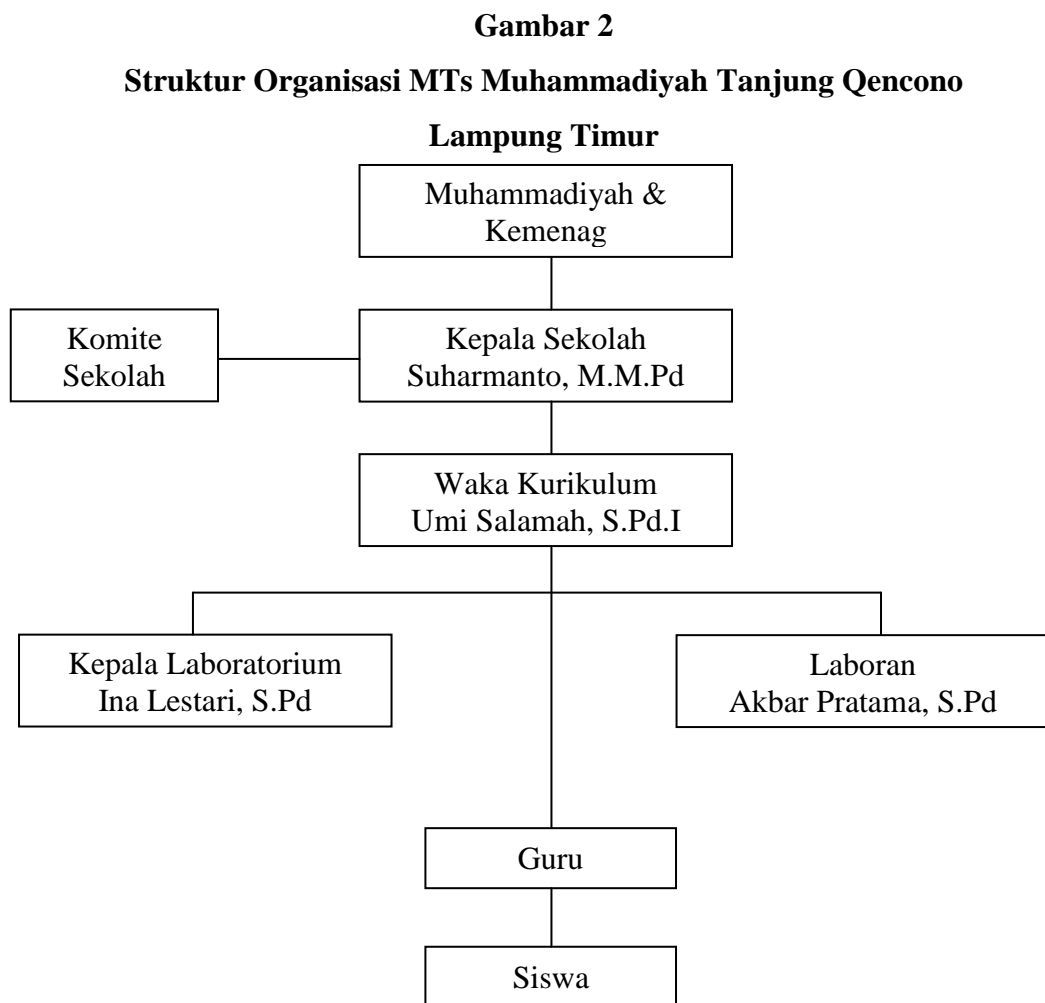 Gambar 2
Struktur Organisasi MTs Muhammadiyah Tanjung Qencono
Lampung Timur
Muhammadiyah &
Kemenag
Komite
Sekolah
Kepala Sekolah
Suharmanto, M.M.Pd
Waka Kurikulum
Umi Salamah, S.Pd.I
Kepala Laboratorium
Ina Lestari, S.Pd
Laboran
Akbar Pratama, S.Pd
Guru
Siswa